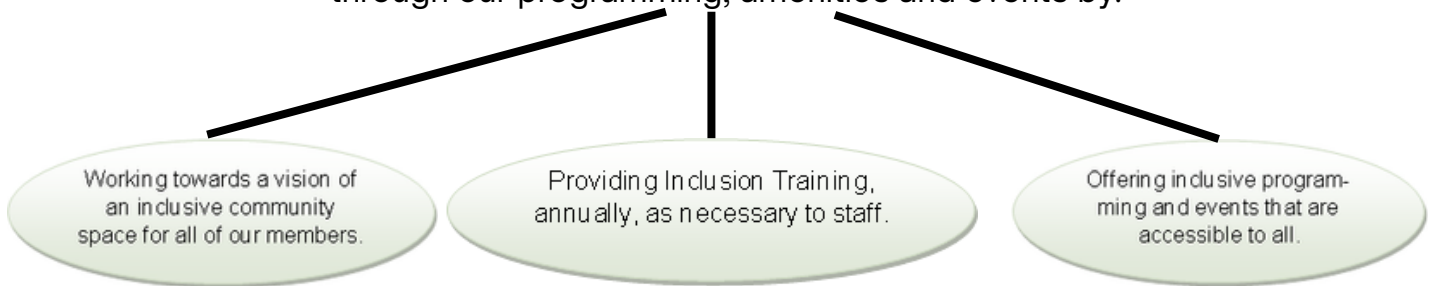 through our programming, amenities and events by:
Working towards a vision of
an inclusive community
space for all of our members.
Providing Inclusion Training,
annually, as necessary to staff.
Offering inclusive program-
ming and events that are
accessible to all.